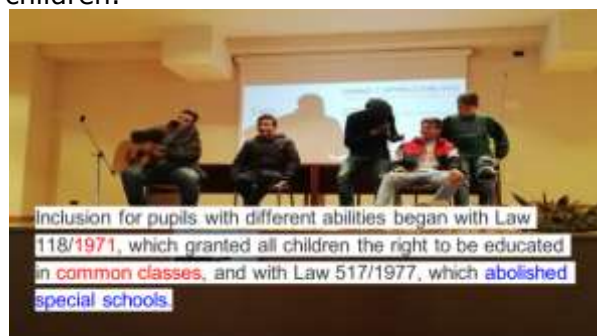 children.
Inclusion for pupils with different abilities began with Law
118/1971, which granted all children the right to be educated
in common classes, and with Law 517/1977, which abolished
special schools.